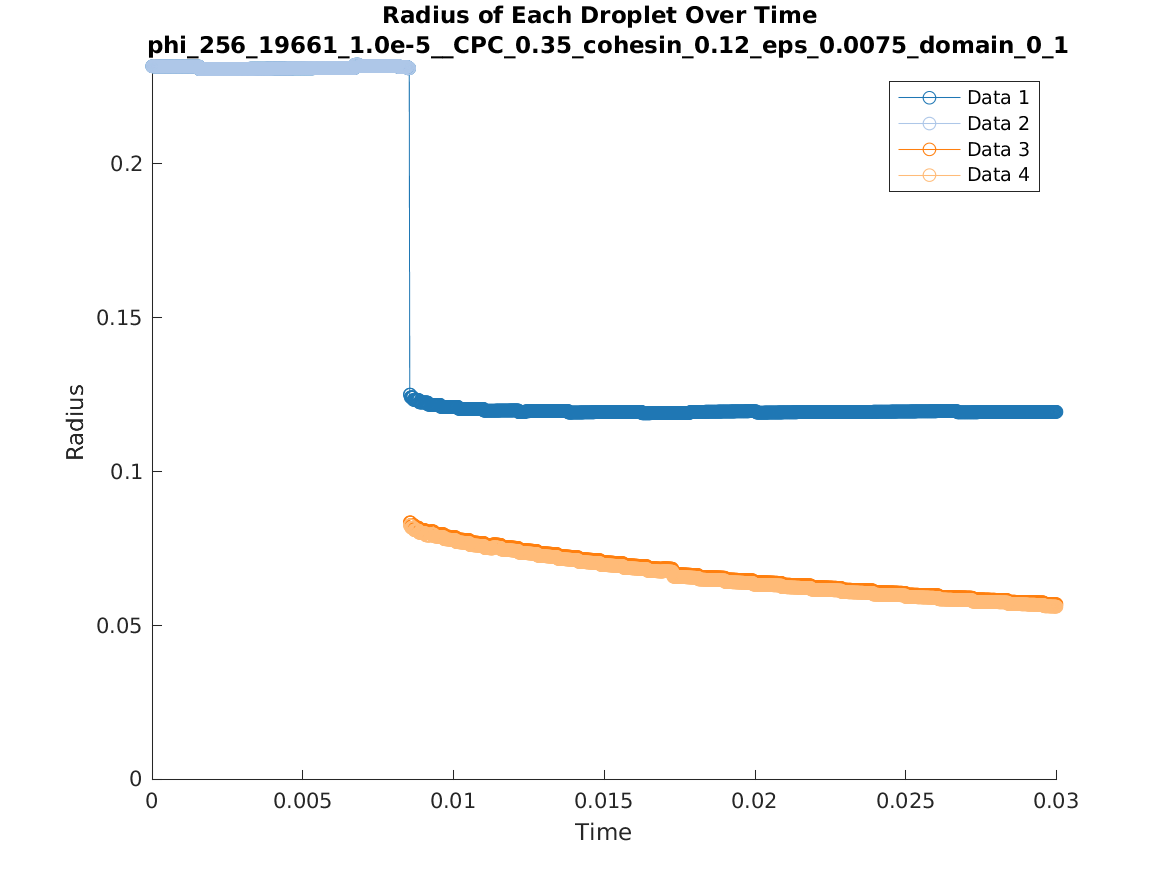 Radius of Each Droplet Over Time
phi_256_19661_1.0e-5__CPC_0.35_cohesin_0.12_eps_0.0075_domain_0_1
Data 1
Data 2
Data 3
Data 4
0.2
0.15
0.1
0.05
0
Radius
0
0.005
0.01
0.015
0.02
0.025
0.03
Time